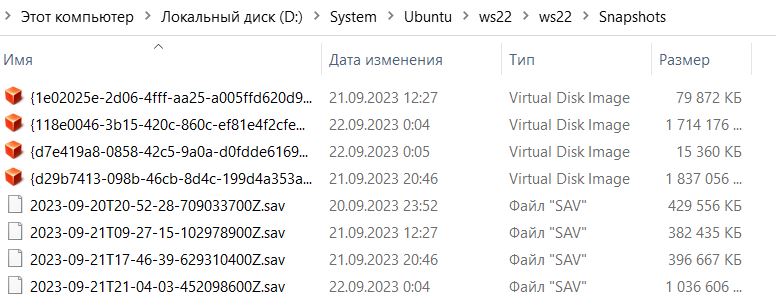 Этот компьютер > Локальный диск (D:) > System > Ubuntu > ws22 > ws22 > Snapshots
Имя Дата изменения Тип Размер
{1e02025e-2d06-4fff-aa25-a005ffd620d9... 21.09.2023 12:27 Virtual Disk Image 79 872 КБ
{118e0046-3b15-420c-860c-ef81e4f2cfe... 22.09.2023 0:04 Virtual Disk Image 1 714 176 ...
{d7e419a8-0858-42c5-9a0a-d0fdde6169... 22.09.2023 0:05 Virtual Disk Image 15 360 КБ
{d29b7413-098b-46cb-8d4c-199d4a353a... 21.09.2023 20:46 Virtual Disk Image 1 837 056 ...
2023-09-20T20-52-28-709033700Z.sav 20.09.2023 23:52 Файл "SAV" 429 556 КБ
2023-09-21T09-27-15-102978900Z.sav 21.09.2023 12:27 Файл "SAV" 382 435 КБ
2023-09-21T17-46-39-629310400Z.sav 21.09.2023 20:46 Файл "SAV" 396 667 КБ
2023-09-21T21-04-03-452098600Z.sav 22.09.2023 0:04 Файл "SAV" 1 036 606 ...